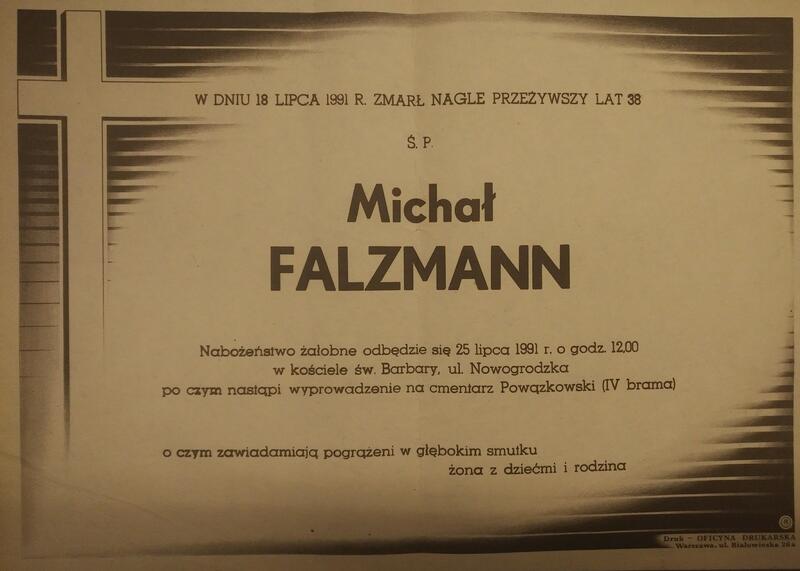 W DNIU 18 LIPCA 1991 R. ZMARŁ NAGLE PRZEŻYWSZY LAT 38
Ś. P.
Michał
FALZMANN
Nabożeństwo żałobne odbędzie się 25 lipca 1991 r. o godz. 12,00
w kościele św. Barbary, ul. Nowogrodzka
po czym nastąpi wyprowadzenie na cmentarz Powązkowski (IV brama)
o czym zawiadamiają pogrążeni w głębokim smutku
żona z dziećmi i rodzina
Druk – OFICYNA DRUKARSKA
Warszawa, ul. Białowieska 26a